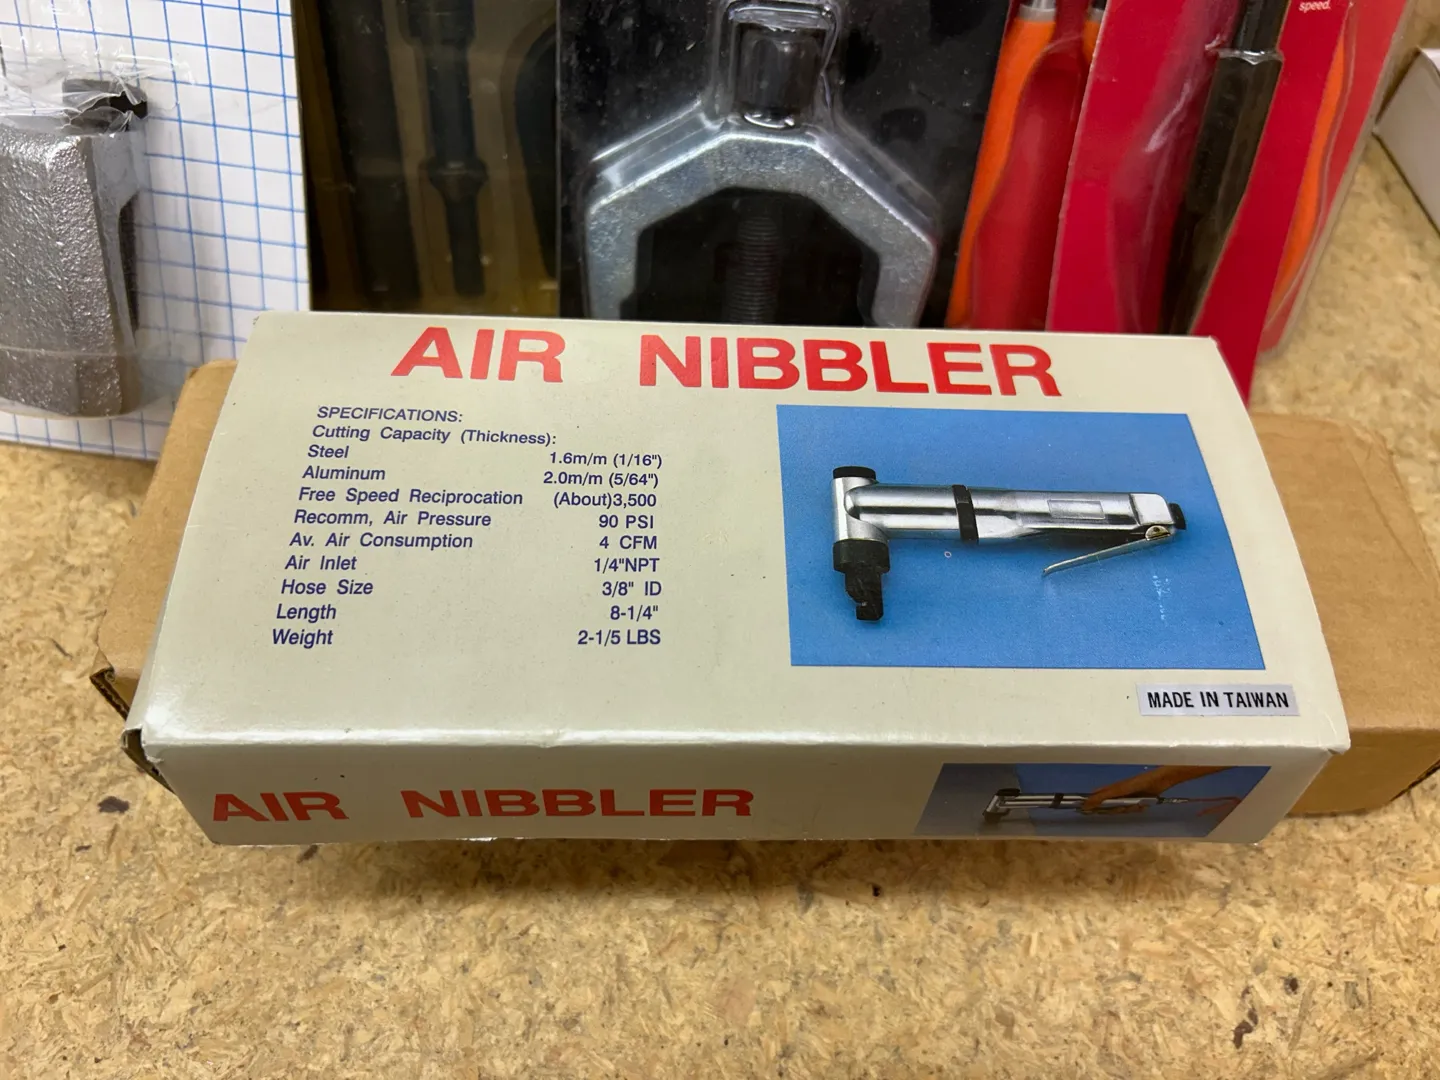 speed.
AIR NIBBLER
SPECIFICATIONS:
Cutting Capacity (Thickness):
Steel 1.6m/m (1/16")
Aluminum 2.0m/m (5/64")
Free Speed Reciprocation (About)3,500
Recomm, Air Pressure 90 PSI
Av. Air Consumption 4 CFM
Air Inlet 1/4"NPT
Hose Size 3/8" ID
Length 8-1/4"
Weight 2-1/5 LBS
MADE IN TAIWAN
AIR NIBBLER